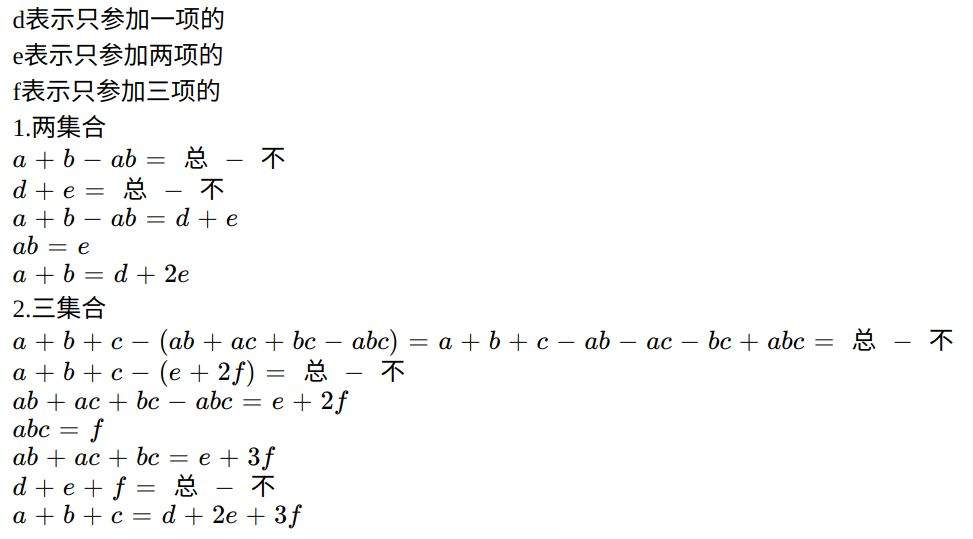 d表示只参加一项的
e表示只参加两项的
f表示只参加三项的
1.两集合
a + b − ab = 总 − 不
d + e = 总 − 不
a + b − ab = d + e
ab = e
a + b = d + 2e
2.三集合
a + b + c − (ab + ac + bc − abc) = a + b + c − ab − ac − bc + abc = 总 − 不
a + b + c − (e + 2f) = 总 − 不
ab + ac + bc − abc = e + 2f
abc = f
ab + ac + bc = e + 3f
d + e + f = 总 − 不
a + b + c = d + 2e + 3f